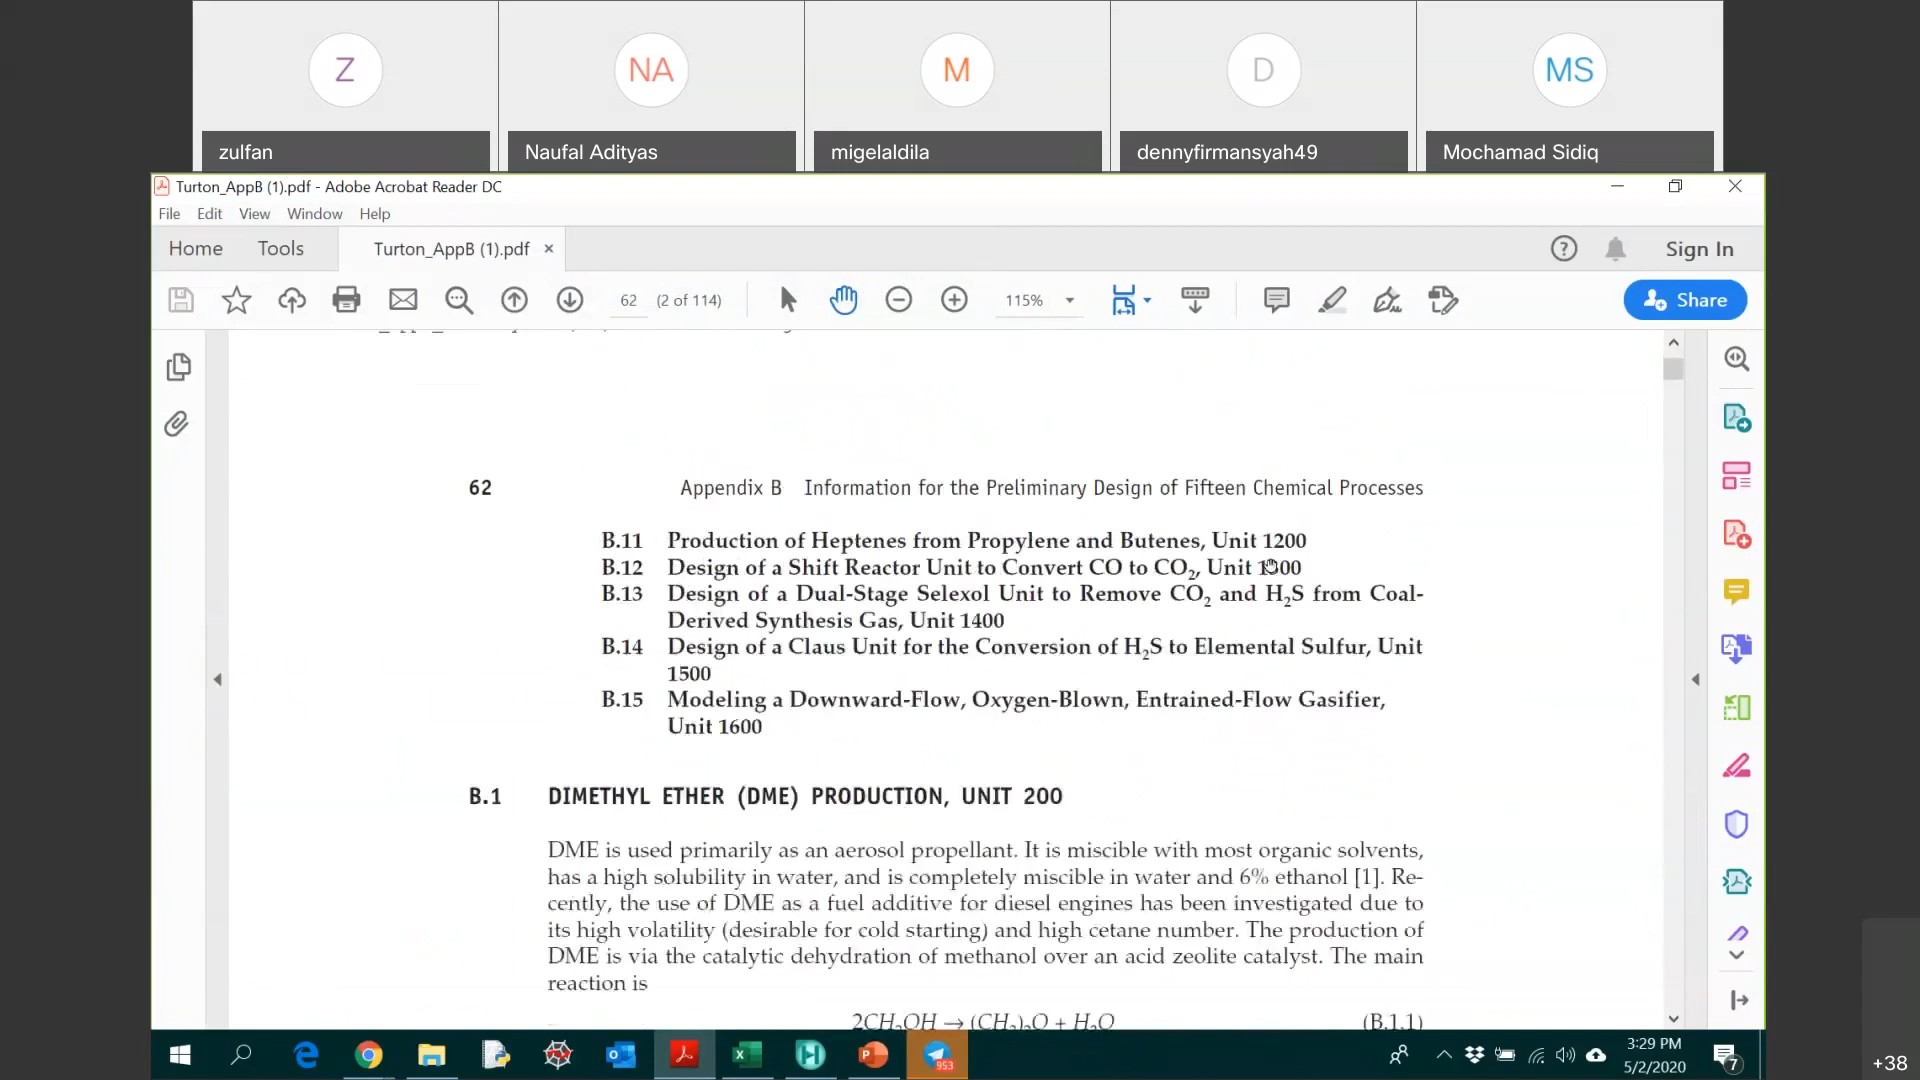 Z
NA
M
D
MS
zulfan
Naufal Adityas
migelaldila
dennyfirmansyah49
Mochamad Sidiq
Turton_AppB (1).pdf - Adobe Acrobat Reader DC
File Edit View Window Help
Home Tools Turton_AppB (1).pdf × Sign In
62 (2 of 114) 115% Share
62 Appendix B Information for the Preliminary Design of Fifteen Chemical Processes
B.11 Production of Heptenes from Propylene and Butenes, Unit 1200
B.12 Design of a Shift Reactor Unit to Convert CO to CO₂, Unit 1300
B.13 Design of a Dual-Stage Selexol Unit to Remove CO₂ and H₂S from Coal-
Derived Synthesis Gas, Unit 1400
B.14 Design of a Claus Unit for the Conversion of H₂S to Elemental Sulfur, Unit
1500
B.15 Modeling a Downward-Flow, Oxygen-Blown, Entrained-Flow Gasifier,
Unit 1600
B.1 DIMETHYL ETHER (DME) PRODUCTION, UNIT 200
DME is used primarily as an aerosol propellant. It is miscible with most organic solvents,
has a high solubility in water, and is completely miscible in water and 6% ethanol [1]. Re-
cently, the use of DME as a fuel additive for diesel engines has been investigated due to
its high volatility (desirable for cold starting) and high cetane number. The production of
DME is via the catalytic dehydration of methanol over an acid zeolite catalyst. The main
reaction is
2CH₃OH → (CH₃)₂O + H₂O (B.1.1)
953
3:29 PM
5/2/2020
7
+38